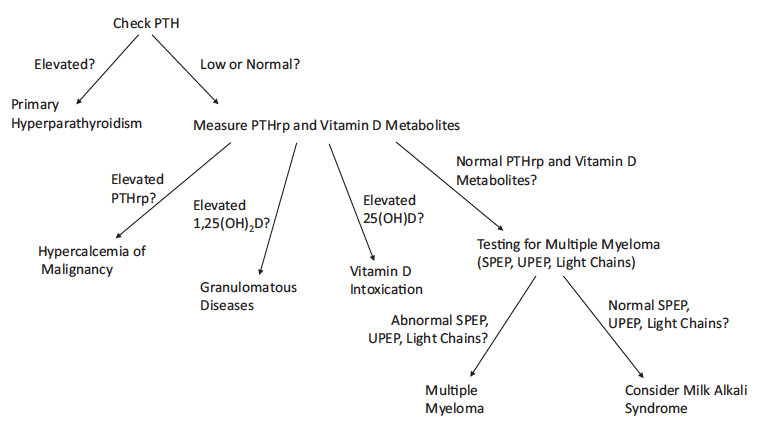 Check PTH
Elevated?
Low or Normal?
Primary
Hyperparathyroidism
Measure PTHrp and Vitamin D Metabolites
Elevated
PTHrp?
Elevated
1,25(OH)₂D?
Elevated
25(OH)D?
Normal PTHrp and Vitamin D
Metabolites?
Hypercalcemia of
Malignancy
Granulomatous
Diseases
Vitamin D
Intoxication
Testing for Multiple Myeloma
(SPEP, UPEP, Light Chains)
Abnormal SPEP,
UPEP, Light Chains?
Normal SPEP,
UPEP, Light Chains?
Multiple
Myeloma
Consider Milk Alkali
Syndrome